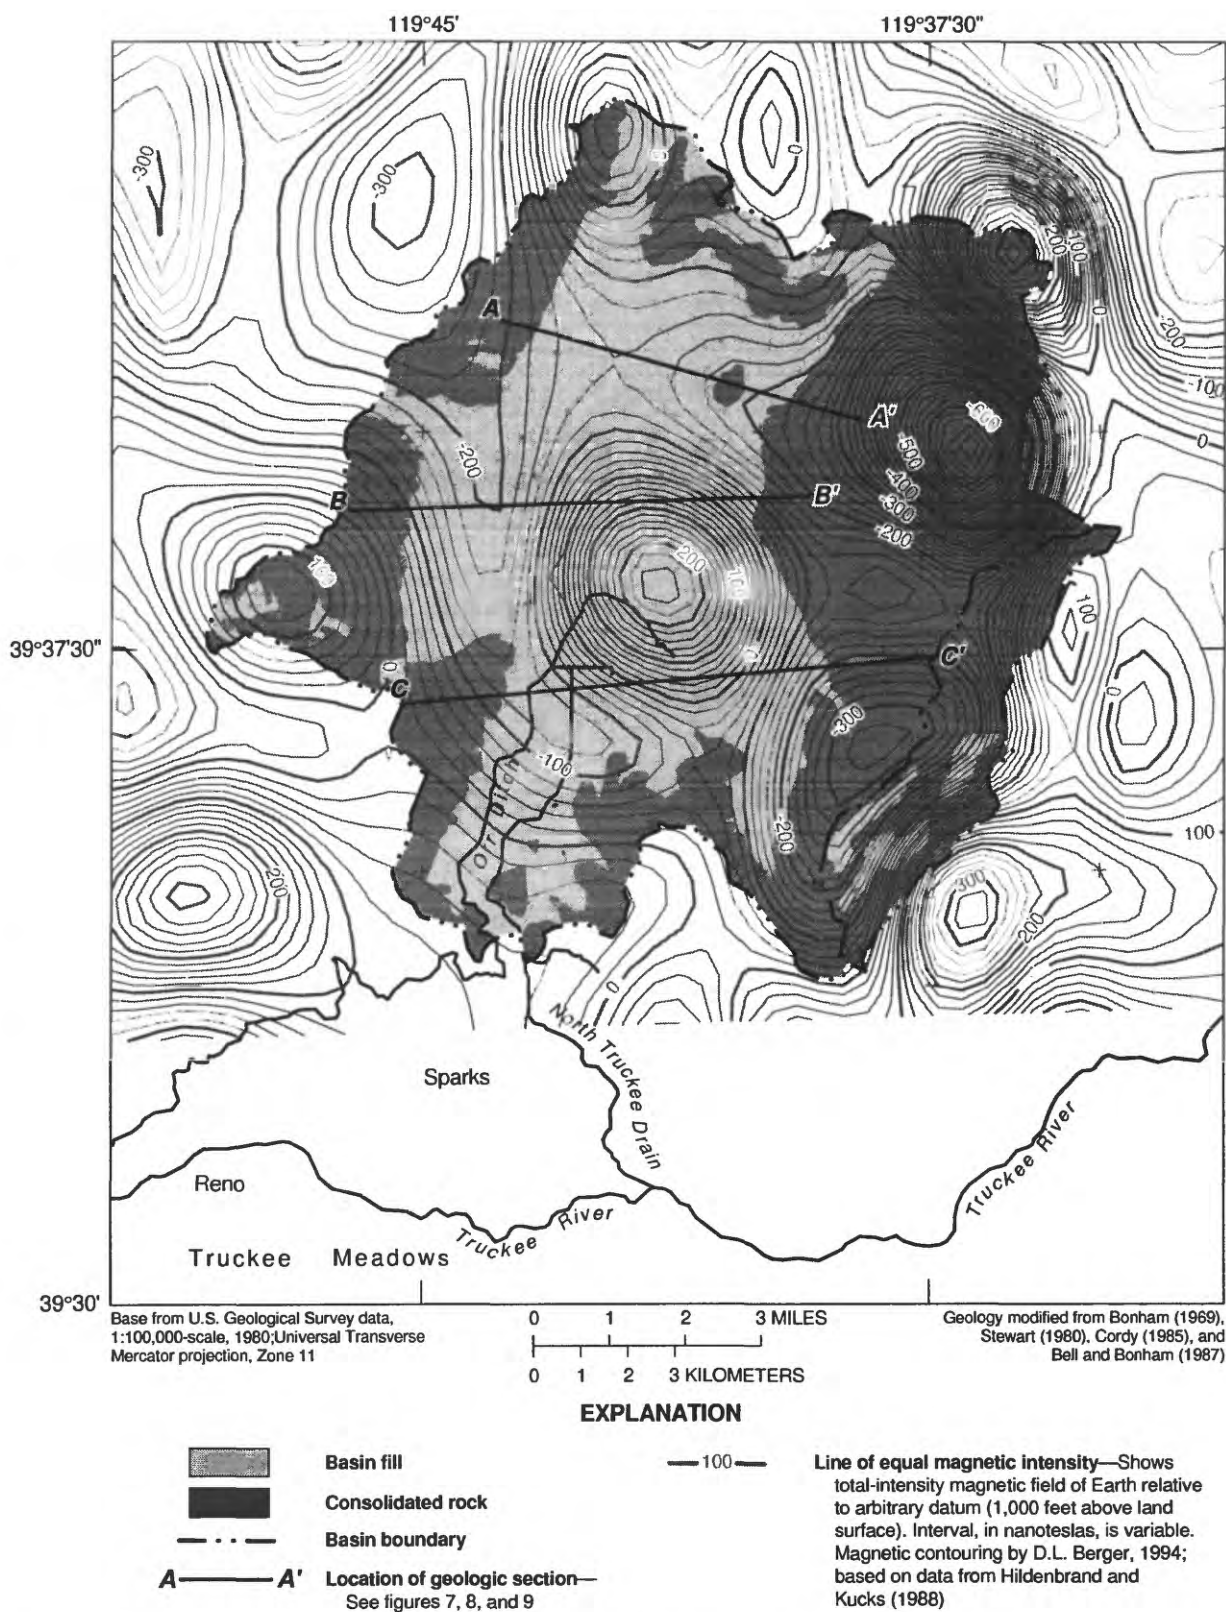 119°45'
119°37'30"
-300
-300
0
8
200
100
0
-200
-100
0
A
A'
-600
-500
-400
-300
-200
-200
B
B'
200
100
100
100
39°37'30"
0
C
C'
0
0
-300
-100
Orr Ditch
-200
100
200
300
200
0
North Truckee Drain
Sparks
Reno
Truckee River
Truckee River
Truckee Meadows
39°30'
Base from U.S. Geological Survey data,
1:100,000-scale, 1980;Universal Transverse
Mercator projection, Zone 11
0 1 2 3 MILES
0 1 2 3 KILOMETERS
Geology modified from Bonham (1969),
Stewart (1980), Cordy (1985), and
Bell and Bonham (1987)
EXPLANATION
Basin fill
Consolidated rock
Basin boundary
A A' Location of geologic section—
See figures 7, 8, and 9
100
Line of equal magnetic intensity—Shows
total-intensity magnetic field of Earth relative
to arbitrary datum (1,000 feet above land
surface). Interval, in nanoteslas, is variable.
Magnetic contouring by D.L. Berger, 1994;
based on data from Hildenbrand and
Kucks (1988)